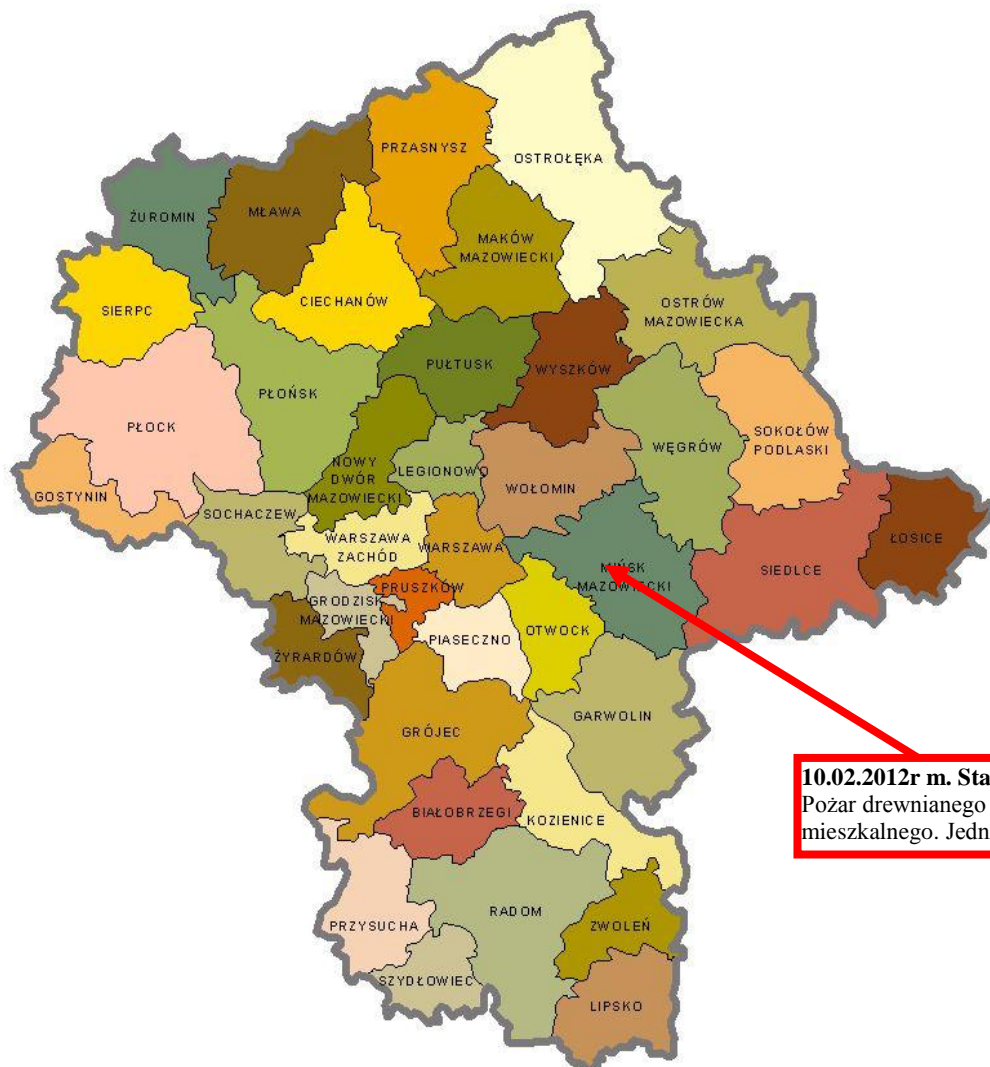 PRZASNYSZ
OSTROŁĘKA
ŻUROMIN
MŁAWA
MAKÓW
MAZOWIECKI
SIERPC
CIECHANÓW
OSTRÓW
MAZOWIECKA
PŁOŃSK
PUŁTUSK
WYSZKÓW
PŁOCK
WĘGRÓW
SOKOŁÓW
PODLASKI
NOWY
DWÓR
MAZOWIECKI
LEGIONOWO
WOŁOMIN
GOSTYNIN
SOCHACZEW
WARSZAWA
ZACHÓD
WARSZAWA
MIŃSK
MAZOWIECKI
SIEDLCE
ŁOSICE
PRUSZKÓW
GRODZISK
MAZOWIECKI
PIASECZNO
OTWOCK
ŻYRARDÓW
GARWOLIN
GRÓJEC
10.02.2012r m. Sta
Pożar drewnianego
mieszkalnego. Jedn
BIAŁOBRZEGI
KOZIENICE
RADOM
PRZYSUCHA
ZWOLEŃ
SZYDŁOWIEC
LIPSKO